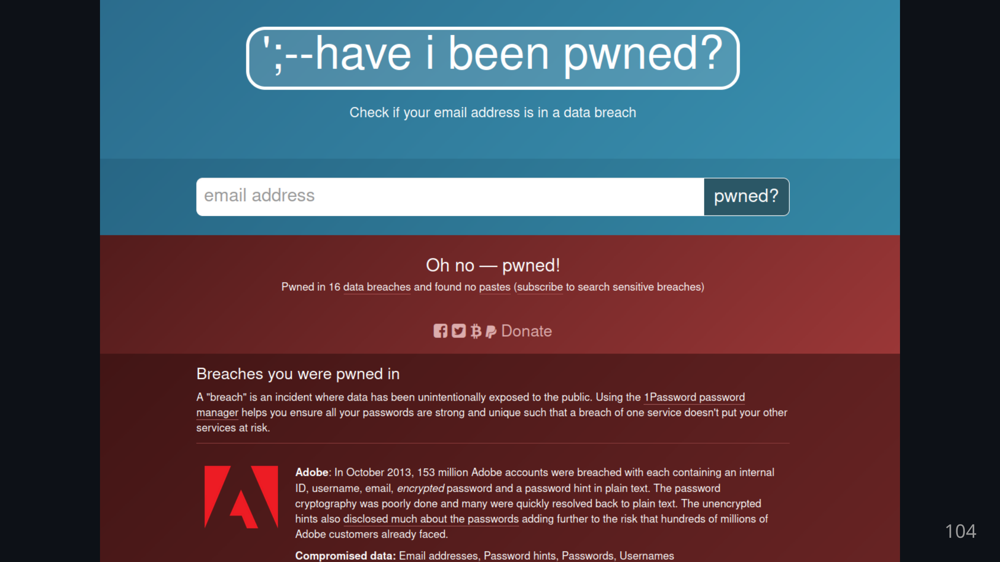 ';--have i been pwned?
Check if your email address is in a data breach
email address
pwned?
Oh no — pwned!
Pwned in 16 data breaches and found no pastes (subscribe to search sensitive breaches)
Donate
Breaches you were pwned in
A "breach" is an incident where data has been unintentionally exposed to the public. Using the 1Password password
manager helps you ensure all your passwords are strong and unique such that a breach of one service doesn't put your other
services at risk.
Adobe: In October 2013, 153 million Adobe accounts were breached with each containing an internal
ID, username, email, encrypted password and a password hint in plain text. The password
cryptography was poorly done and many were quickly resolved back to plain text. The unencrypted
hints also disclosed much about the passwords adding further to the risk that hundreds of millions of
Adobe customers already faced.
Compromised data: Email addresses, Password hints, Passwords, Usernames
104